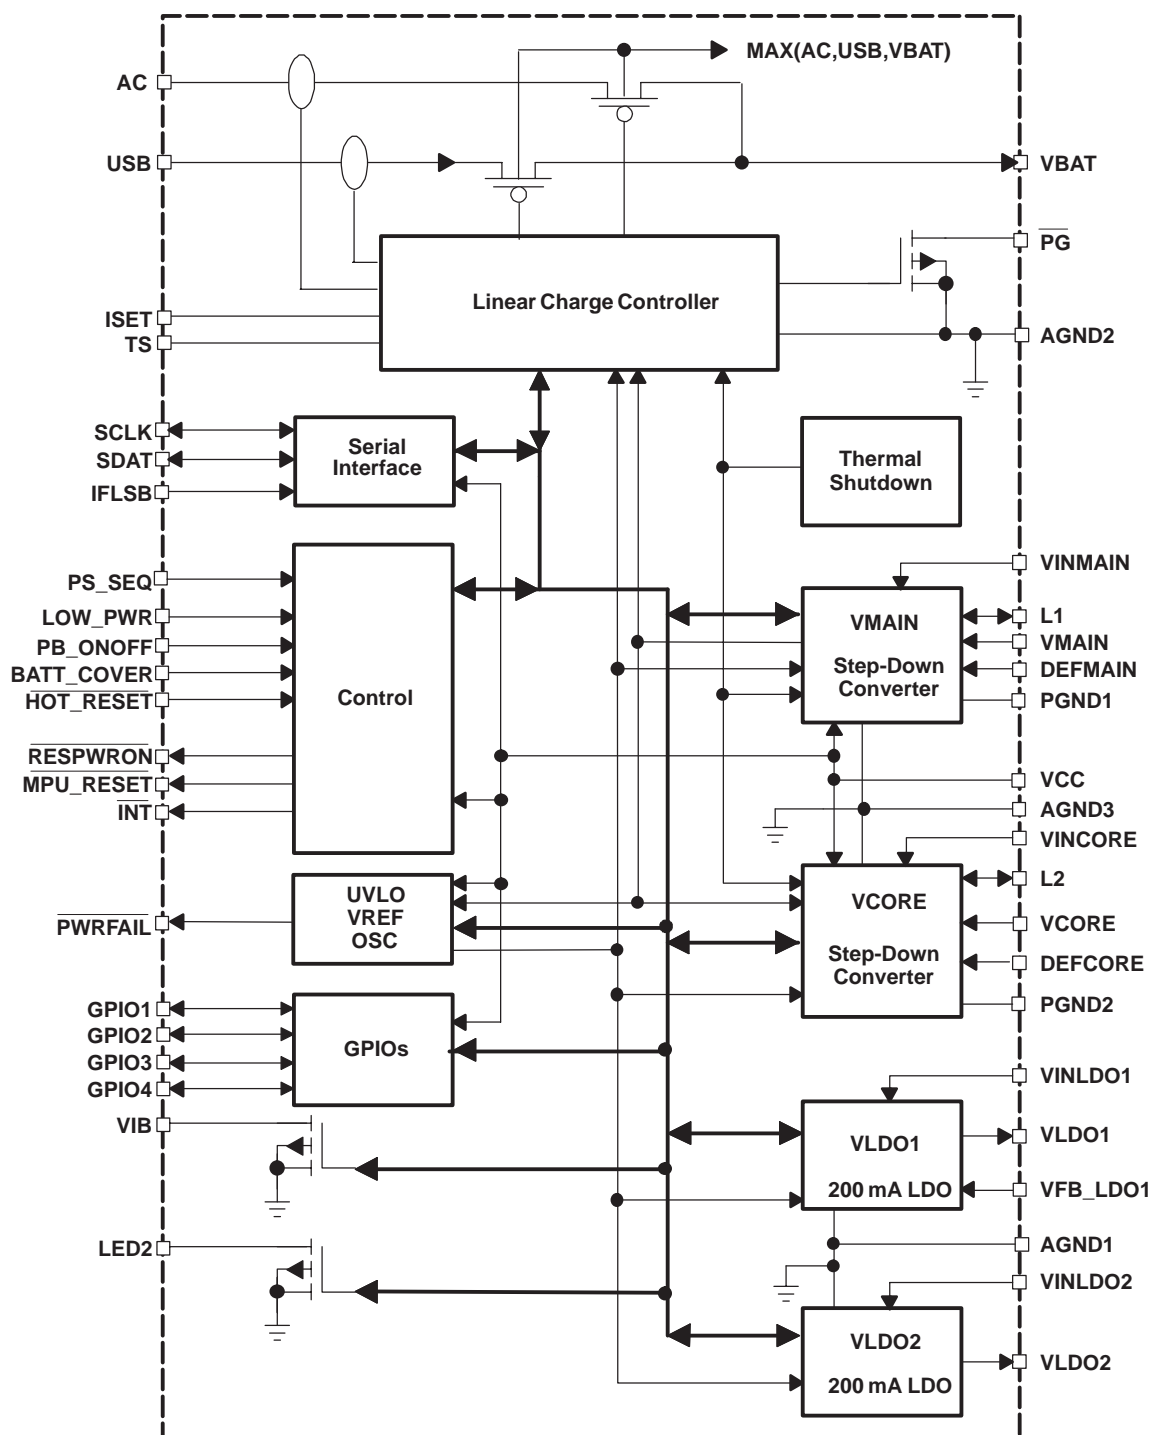 MAX(AC,USB,VBAT)
AC
USB
VBAT
PG
Linear Charge Controller
ISET
TS
AGND2
SCLK
SDAT
IFLSB
Serial
Interface
Thermal
Shutdown
PS_SEQ
LOW_PWR
PB_ONOFF
BATT_COVER
HOT_RESET
RESPWRON
MPU_RESET
INT
Control
VINMAIN
L1
VMAIN
DEFMAIN
PGND1
VMAIN
Step-Down
Converter
VCC
AGND3
VINCORE
L2
VCORE
DEFCORE
PGND2
VCORE
Step-Down
Converter
PWRFAIL
UVLO
VREF
OSC
GPIO1
GPIO2
GPIO3
GPIO4
GPIOs
VIB
VINLDO1
VLDO1
VFB_LDO1
VLDO1
200 mA LDO
LED2
AGND1
VINLDO2
VLDO2
200 mA LDO
VLDO2